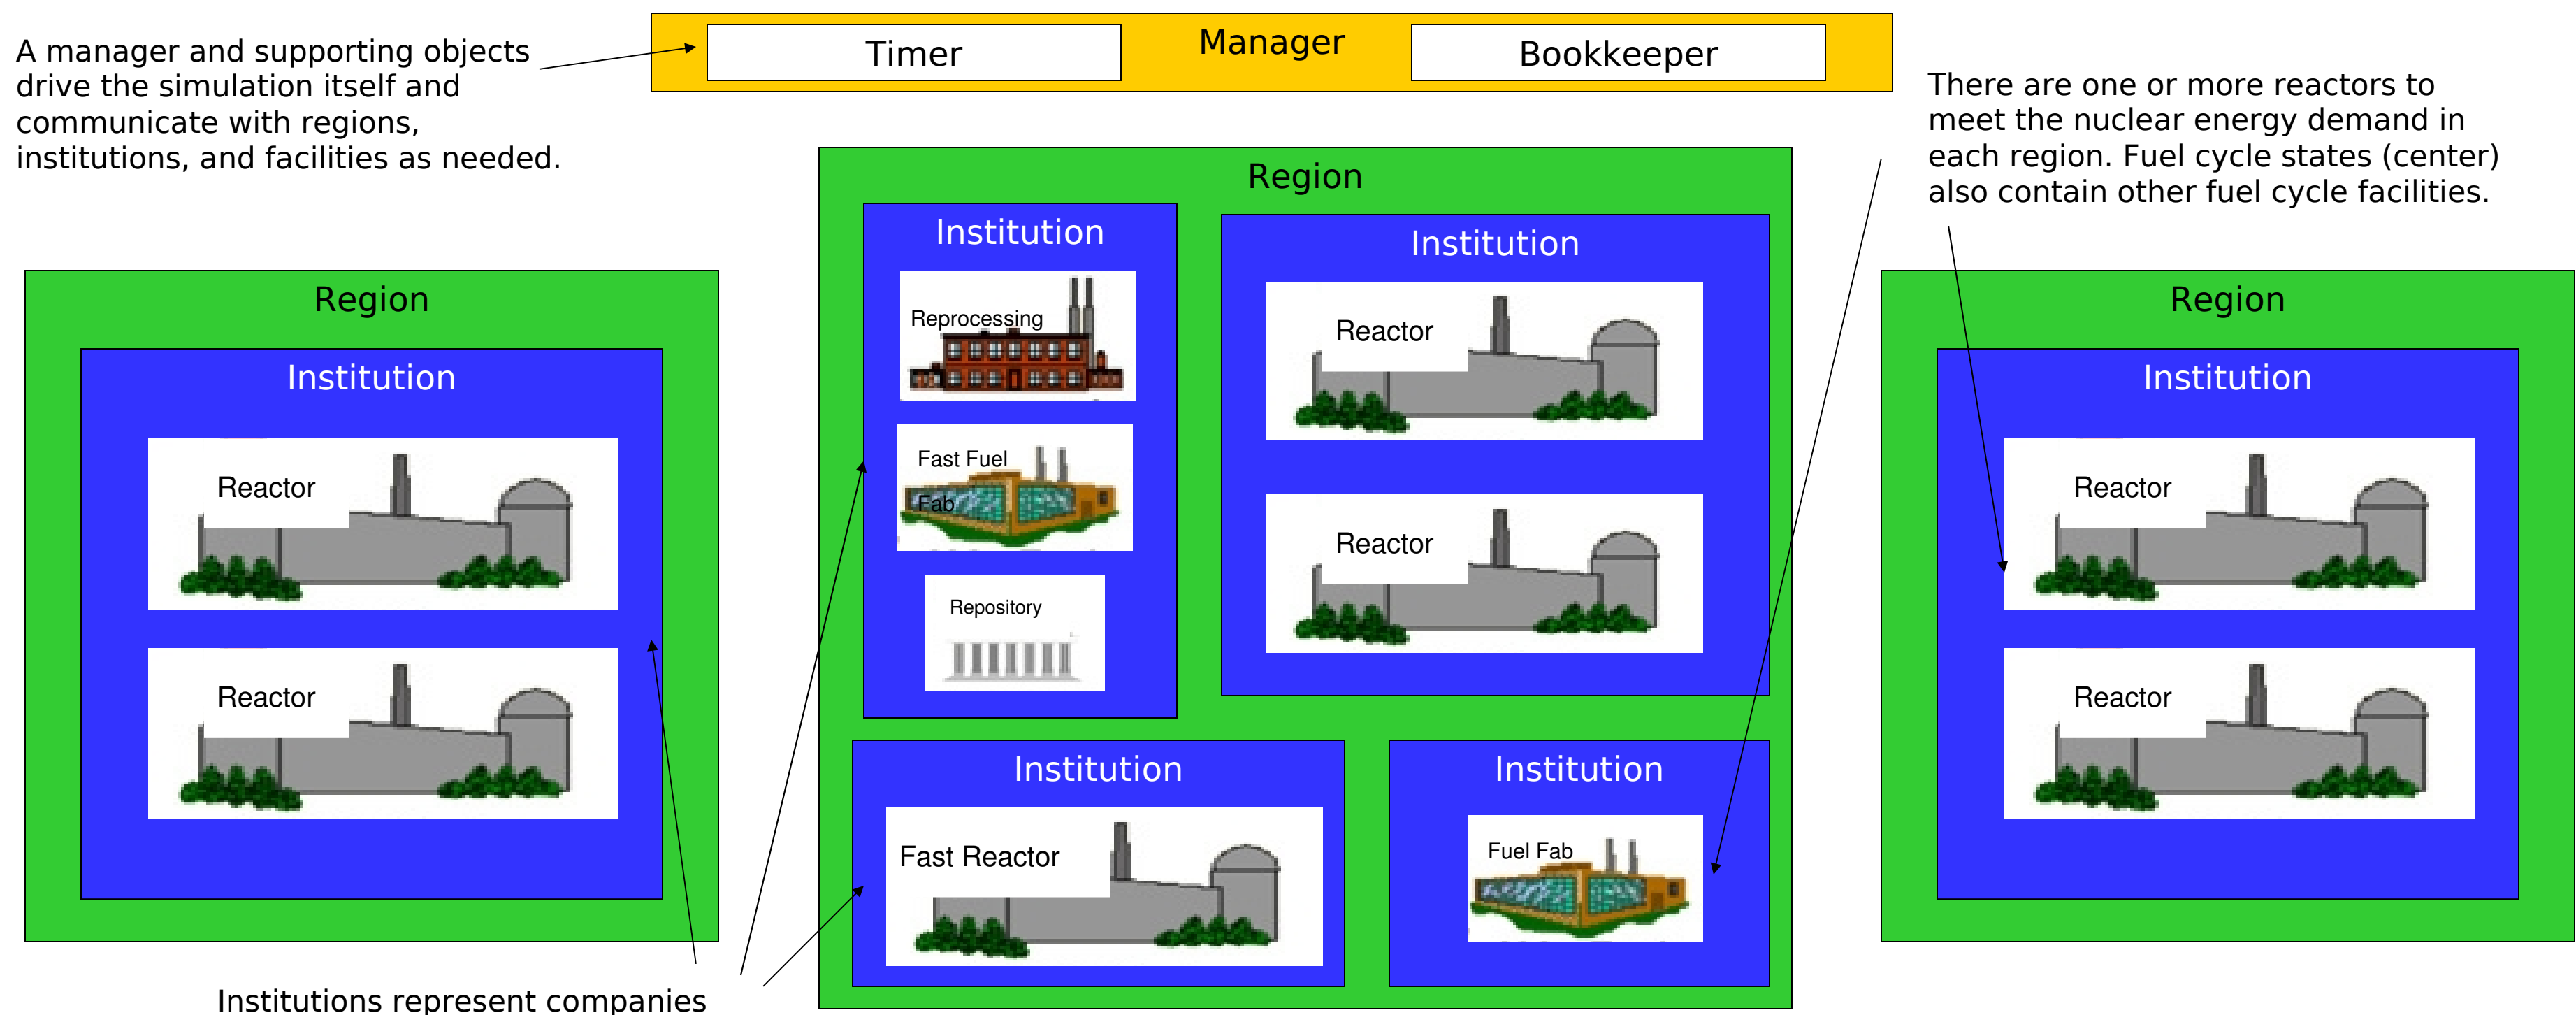 A manager and supporting objects
drive the simulation itself and
communicate with regions,
institutions, and facilities as needed.
Timer
Manager
Bookkeeper
There are one or more reactors to
meet the nuclear energy demand in
each region. Fuel cycle states (center)
also contain other fuel cycle facilities.
Region
Institution
Reactor
Reactor
Region
Institution
Reprocessing
Fast Fuel
Fab
Repository
Institution
Reactor
Reactor
Institution
Fast Reactor
Institution
Fuel Fab
Region
Institution
Reactor
Reactor
Institutions represent companies